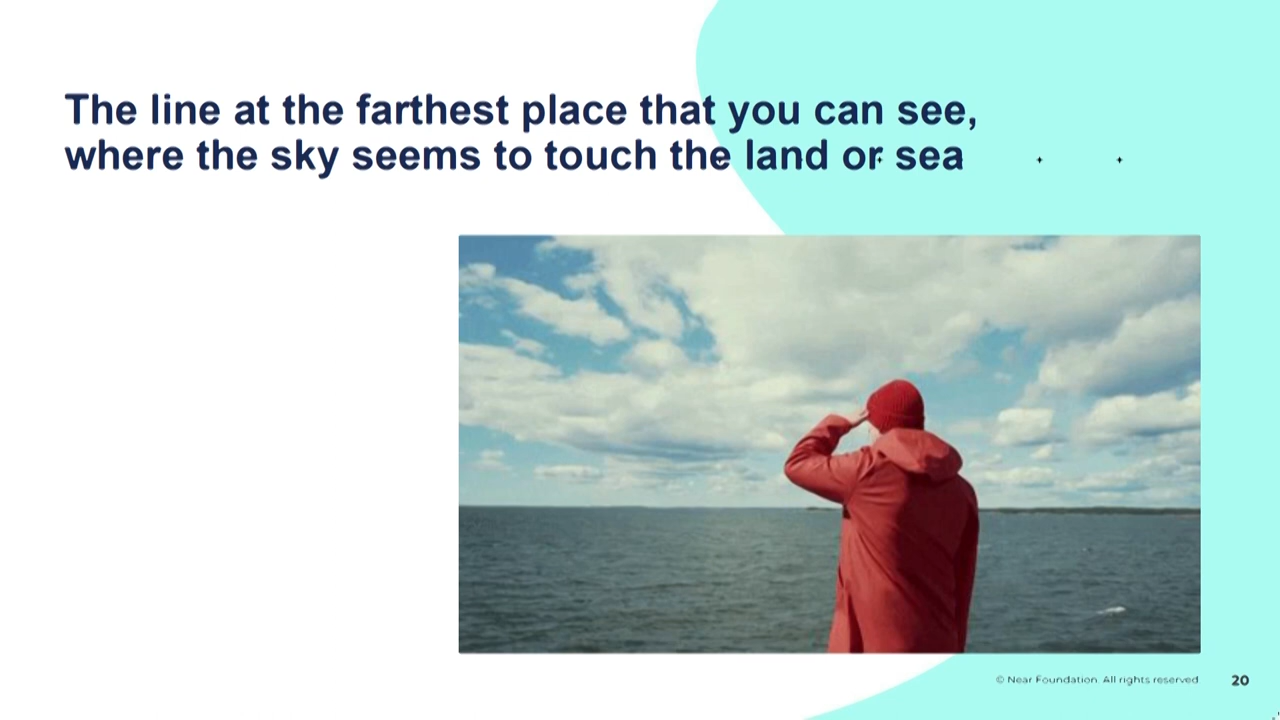 The line at the farthest place that you can see,
where the sky seems to touch the land or sea
© Near Foundation. All rights reserved
20